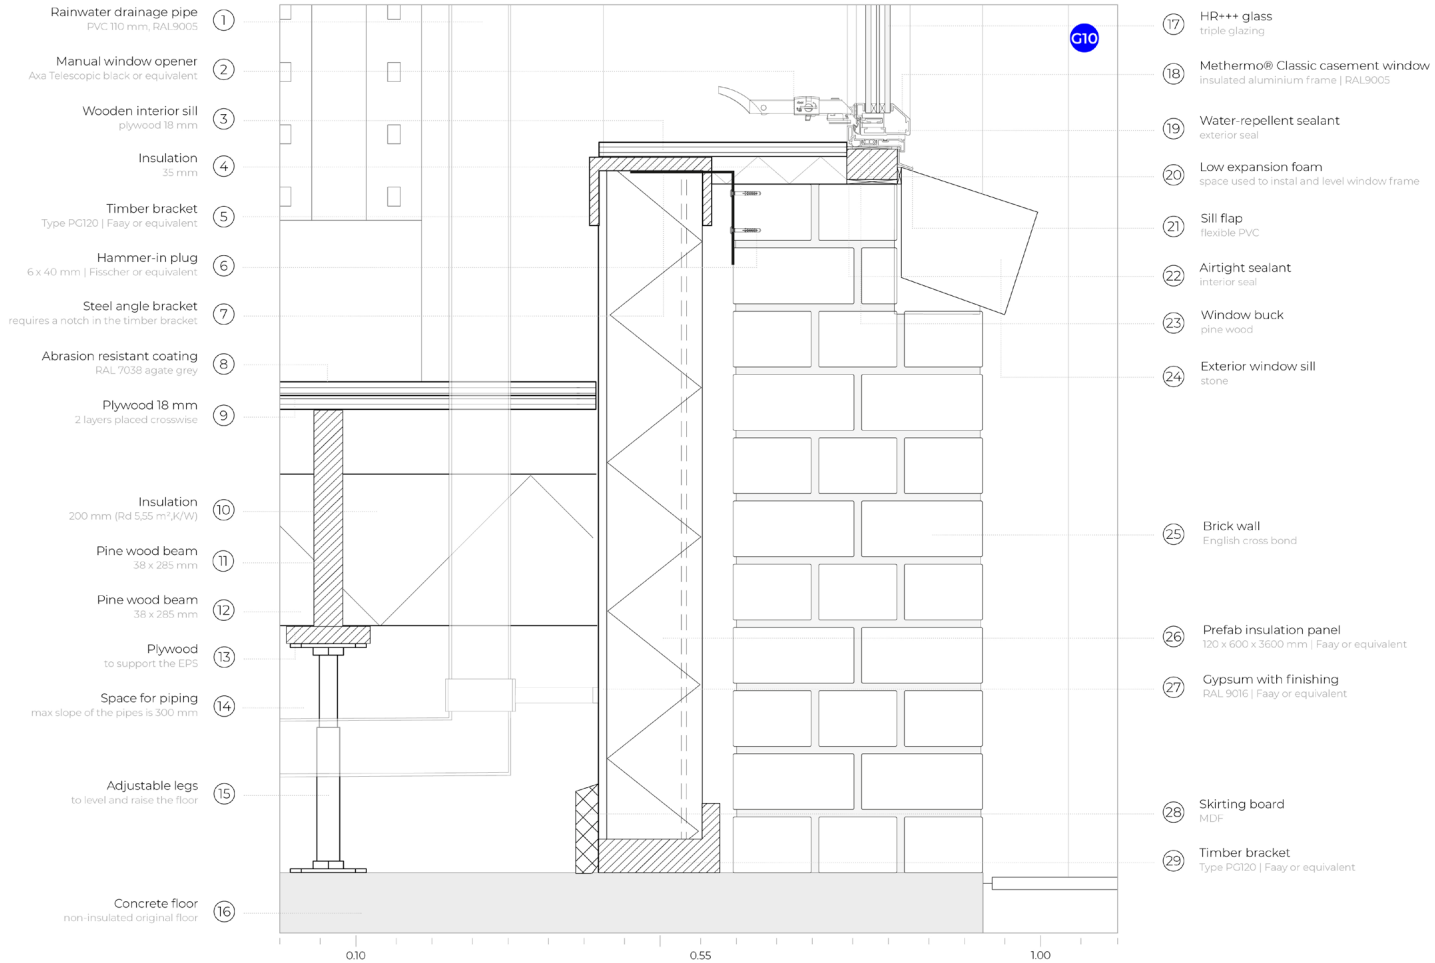 Rainwater drainage pipe
PVC 110 mm, RAL9005
1
Manual window opener
Axa Telescopic black or equivalent
2
Wooden interior sill
plywood 18 mm
3
Insulation
35 mm
4
Timber bracket
Type PG120 | Faay or equivalent
5
Hammer-in plug
6 x 40 mm | Fisscher or equivalent
6
Steel angle bracket
requires a notch in the timber bracket
7
Abrasion resistant coating
RAL 7038 agate grey
8
Plywood 18 mm
2 layers placed crosswise
9
Insulation
200 mm (Rd 5,55 m²,K/W)
10
Pine wood beam
38 x 285 mm
11
Pine wood beam
38 x 285 mm
12
Plywood
to support the EPS
13
Space for piping
max slope of the pipes is 300 mm
14
Adjustable legs
to level and raise the floor
15
Concrete floor
non-insulated original floor
16
G10
17
HR+++ glass
triple glazing
18
Methermo® Classic casement window
insulated aluminium frame | RAL9005
19
Water-repellent sealant
exterior seal
20
Low expansion foam
space used to instal and level window frame
21
Sill flap
flexible PVC
22
Airtight sealant
interior seal
23
Window buck
pine wood
24
Exterior window sill
stone
25
Brick wall
English cross bond
26
Prefab insulation panel
120 x 600 x 3600 mm | Faay or equivalent
27
Gypsum with finishing
RAL 9016 | Faay or equivalent
28
Skirting board
MDF
29
Timber bracket
Type PG120 | Faay or equivalent
0.10
0.55
1.00